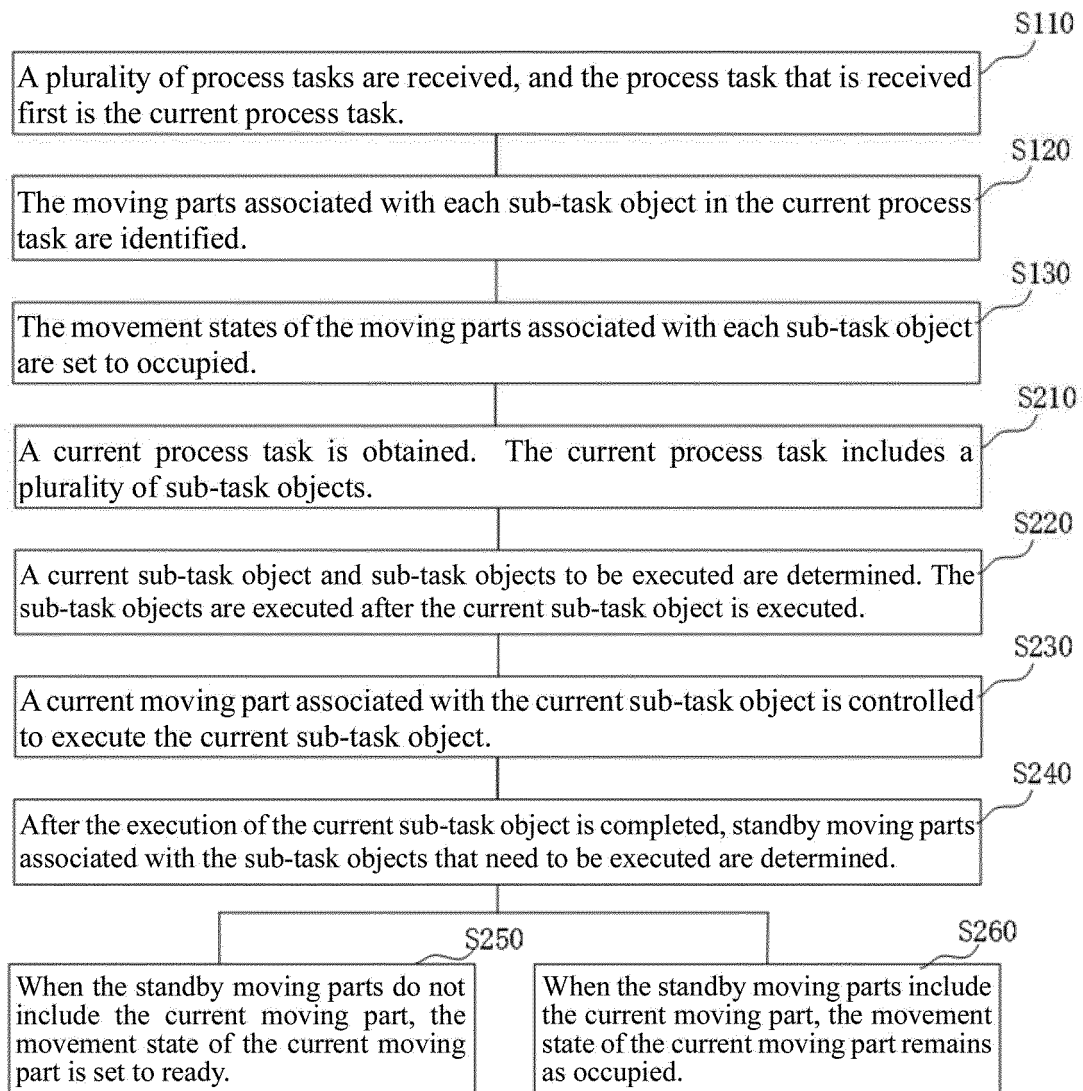 S110
A plurality of process tasks are received, and the process task that is received
first is the current process task.
S120
The moving parts associated with each sub-task object in the current process
task are identified.
S130
The movement states of the moving parts associated with each sub-task object
are set to occupied.
S210
A current process task is obtained. The current process task includes a
plurality of sub-task objects.
S220
A current sub-task object and sub-task objects to be executed are determined. The
sub-task objects are executed after the current sub-task object is executed.
S230
A current moving part associated with the current sub-task object is controlled
to execute the current sub-task object.
S240
After the execution of the current sub-task object is completed, standby moving parts
associated with the sub-task objects that need to be executed are determined.
S250
When the standby moving parts do not
include the current moving part, the
movement state of the current moving
part is set to ready.
S260
When the standby moving parts include
the current moving part, the movement
state of the current moving part remains
as occupied.